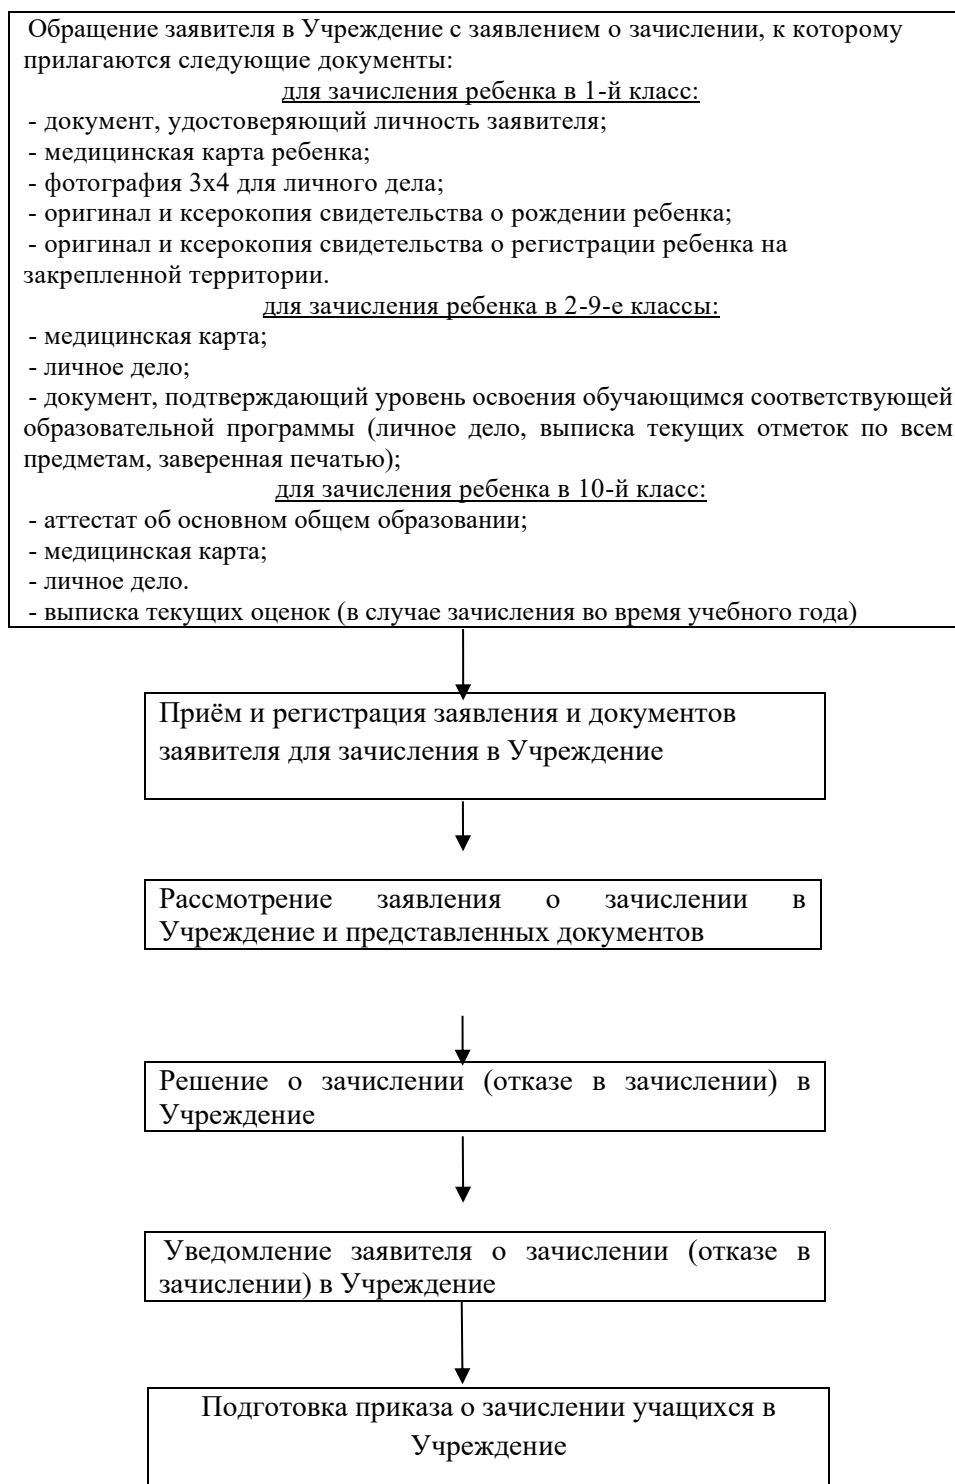 Обращение заявителя в Учреждение с заявлением о зачислении, к которому
прилагаются следующие документы:
для зачисления ребенка в 1-й класс:
- документ, удостоверяющий личность заявителя;
- медицинская карта ребенка;
- фотография 3х4 для личного дела;
- оригинал и ксерокопия свидетельства о рождении ребенка;
- оригинал и ксерокопия свидетельства о регистрации ребенка на
закрепленной территории.
для зачисления ребенка в 2-9-е классы:
- медицинская карта;
- личное дело;
- документ, подтверждающий уровень освоения обучающимся соответствующей
образовательной программы (личное дело, выписка текущих отметок по всем
предметам, заверенная печатью);
для зачисления ребенка в 10-й класс:
- аттестат об основном общем образовании;
- медицинская карта;
- личное дело.
- выписка текущих оценок (в случае зачисления во время учебного года)
Приём и регистрация заявления и документов
заявителя для зачисления в Учреждение
Рассмотрение заявления о зачислении в
Учреждение и представленных документов
Решение о зачислении (отказе в зачислении) в
Учреждение
Уведомление заявителя о зачислении (отказе в
зачислении) в Учреждение
Подготовка приказа о зачислении учащихся в
Учреждение